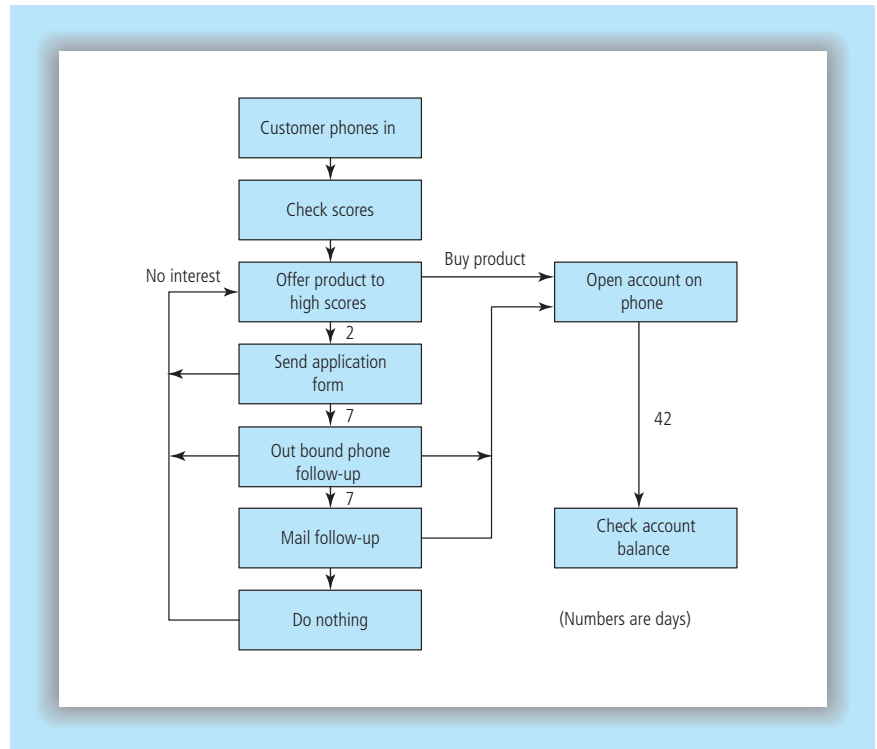 Customer phones in
Check scores
No interest
Offer product to
high scores
Buy product
Open account on
phone
2
Send application
form
7
Out bound phone
follow-up
42
7
Mail follow-up
Check account
balance
Do nothing
(Numbers are days)